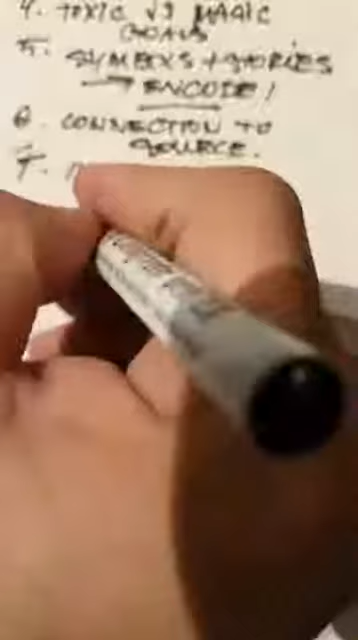 4. TOXIC VS MAGIC
GOALS
5. SYMBOLS + STORIES
→ ENCODE!
6. CONNECTION TO
SOURCE.
7.